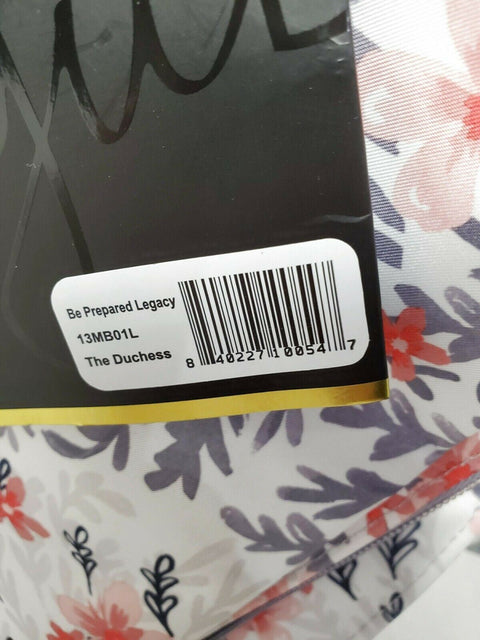 Be Prepared Legacy
13MB01L
The Duchess
8 40227 10054 7